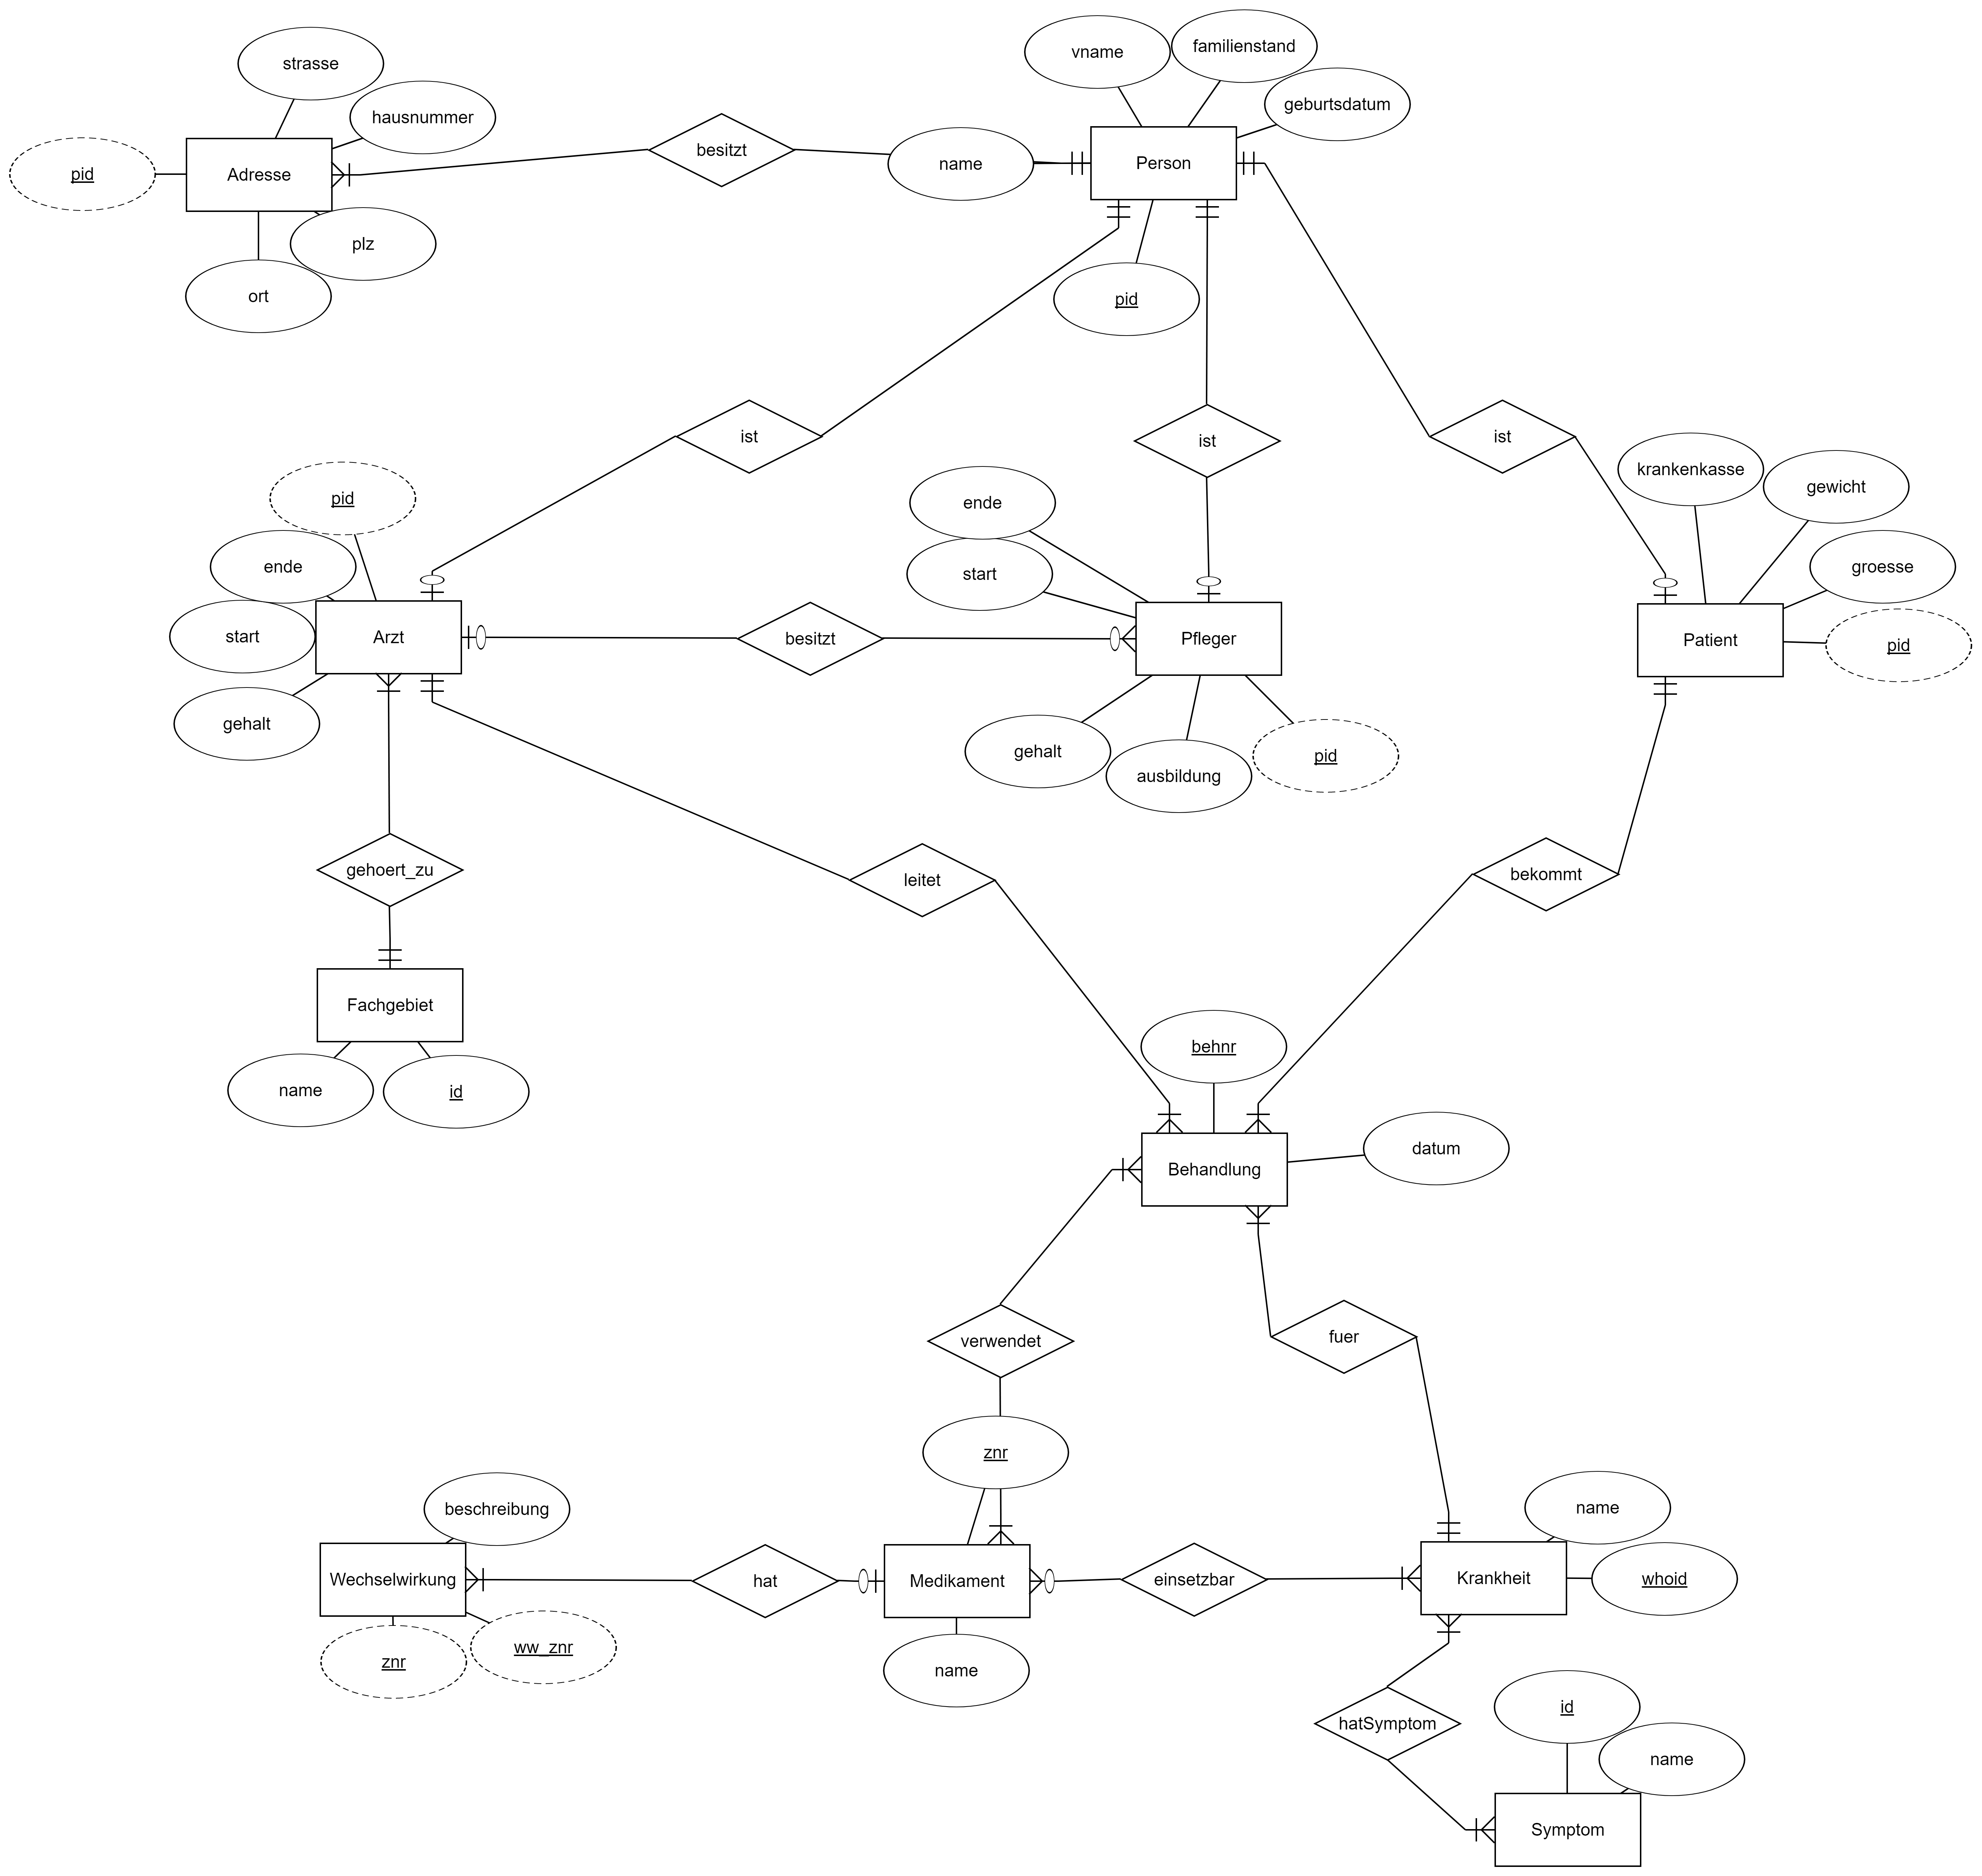 vname
familienstand
strasse
geburtsdatum
hausnummer
besitzt
name
Person
pid
Adresse
plz
ort
pid
ist
ist
ist
krankenkasse
gewicht
pid
ende
ende
start
groesse
start
Arzt
besitzt
Pfleger
Patient
pid
gehalt
gehalt
ausbildung
pid
gehoert_zu
leitet
bekommt
Fachgebiet
name
id
behnr
datum
Behandlung
verwendet
fuer
znr
beschreibung
name
Wechselwirkung
hat
Medikament
einsetzbar
Krankheit
whoid
znr
ww_znr
name
hatSymptom
id
name
Symptom